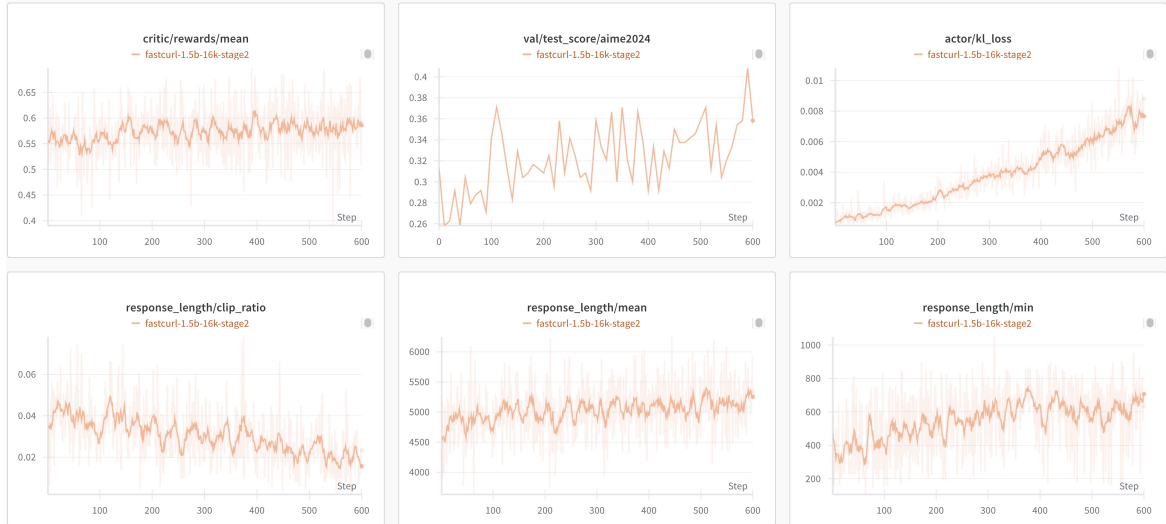 critic/rewards/mean
fastcurl-1.5b-16k-stage2
0.65
0.6
0.55
0.5
0.45
0.4
Step
100 200 300 400 500 600
val/test_score/aime2024
fastcurl-1.5b-16k-stage2
0.4
0.38
0.36
0.34
0.32
0.3
0.28
0.26
Step
0 100 200 300 400 500 600
actor/kl_loss
fastcurl-1.5b-16k-stage2
0.01
0.008
0.006
0.004
0.002
Step
100 200 300 400 500 600
response_length/clip_ratio
fastcurl-1.5b-16k-stage2
0.06
0.04
0.02
Step
100 200 300 400 500 600
response_length/mean
fastcurl-1.5b-16k-stage2
6000
5500
5000
4500
4000
Step
100 200 300 400 500 600
response_length/min
fastcurl-1.5b-16k-stage2
1000
800
600
400
200
Step
100 200 300 400 500 600